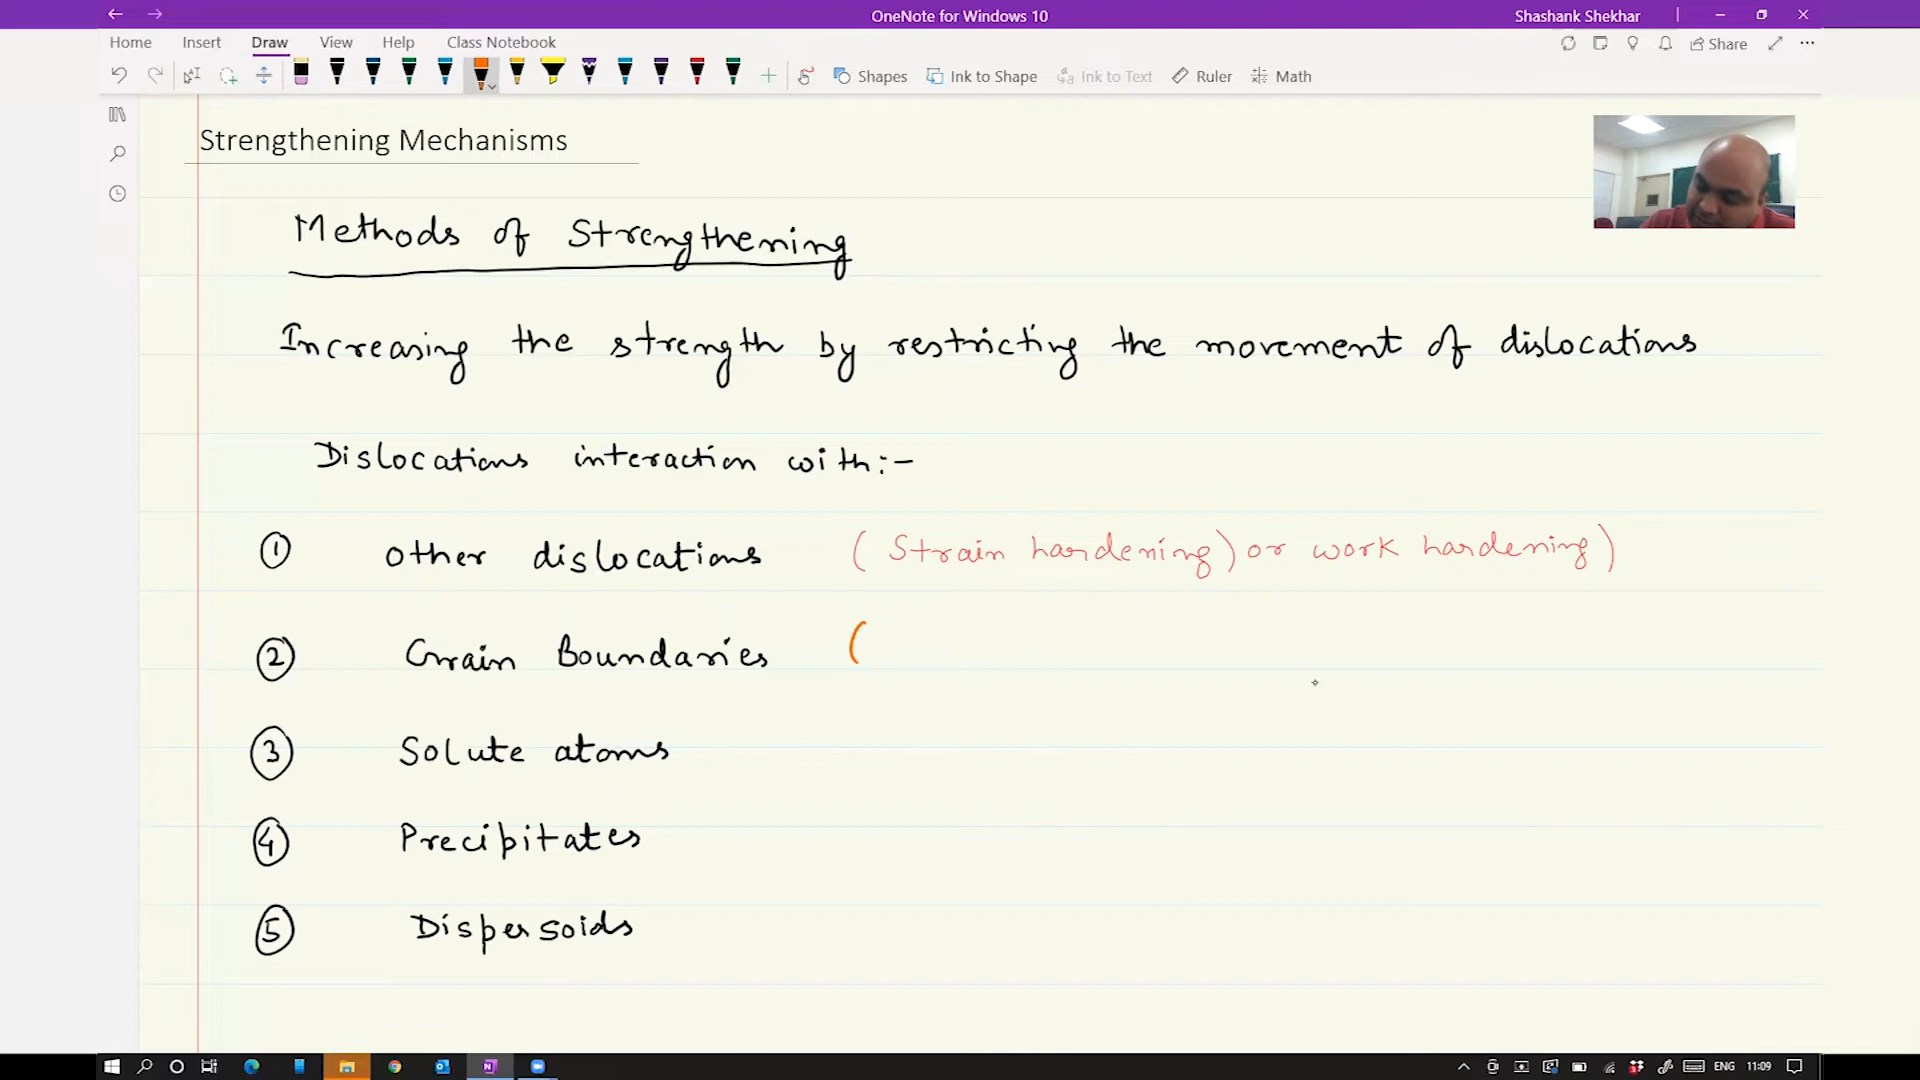 OneNote for Windows 10
Shashank Shekhar
Home Insert Draw View Help Class Notebook
Share
Shapes Ink to Shape Ink to Text Ruler Math
Strengthening Mechanisms
Methods of Strengthening
Increasing the strength by restricting the movement of dislocations
Dislocations interaction with:-
① Other dislocations (Strain hardening) or work hardening)
② Grain Boundaries (
③ Solute atoms
④ Precipitates
⑤ Dispersoids
ENG 11:09